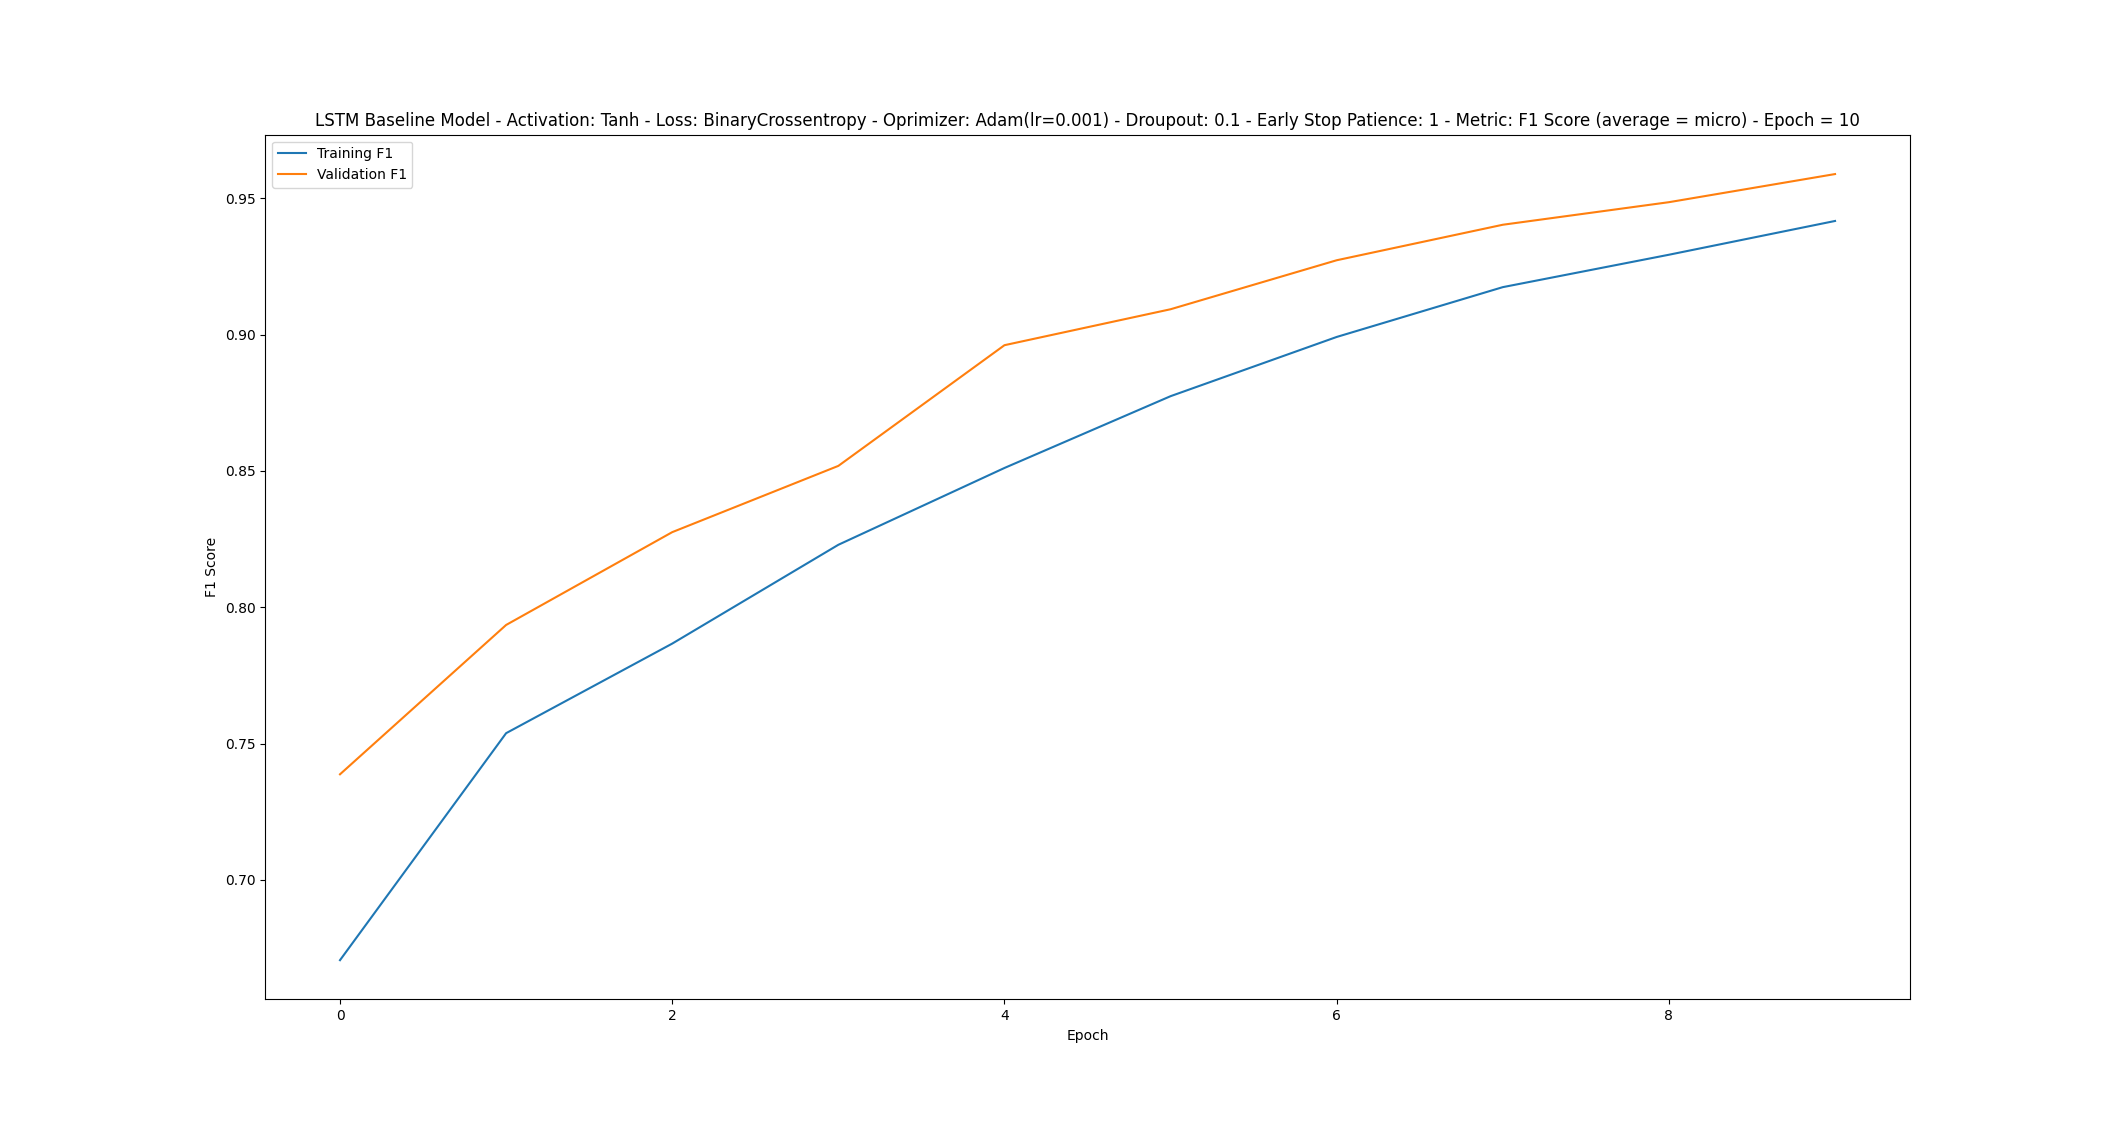 LSTM Baseline Model - Activation: Tanh - Loss: BinaryCrossentropy - Oprimizer: Adam(lr=0.001) - Droupout: 0.1 - Early Stop Patience: 1 - Metric: F1 Score (average = micro) - Epoch = 10
Training F1
Validation F1
0.95
0.90
0.85
0.80
0.75
0.70
F1 Score
0 2 4 6 8
Epoch